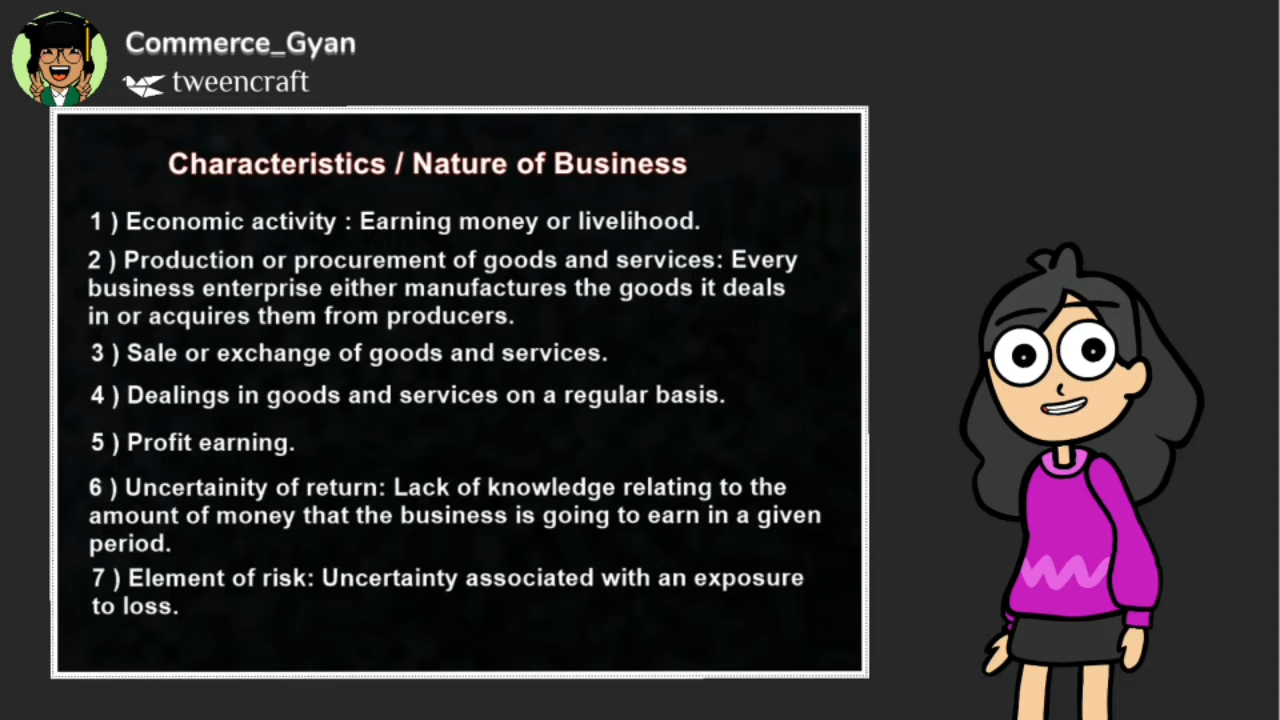 Commerce_Gyan
tweencraft
Characteristics / Nature of Business
1 ) Economic activity : Earning money or livelihood.
2 ) Production or procurement of goods and services: Every
business enterprise either manufactures the goods it deals
in or acquires them from producers.
3 ) Sale or exchange of goods and services.
4 ) Dealings in goods and services on a regular basis.
5 ) Profit earning.
6 ) Uncertainity of return: Lack of knowledge relating to the
amount of money that the business is going to earn in a given
period.
7 ) Element of risk: Uncertainty associated with an exposure
to loss.